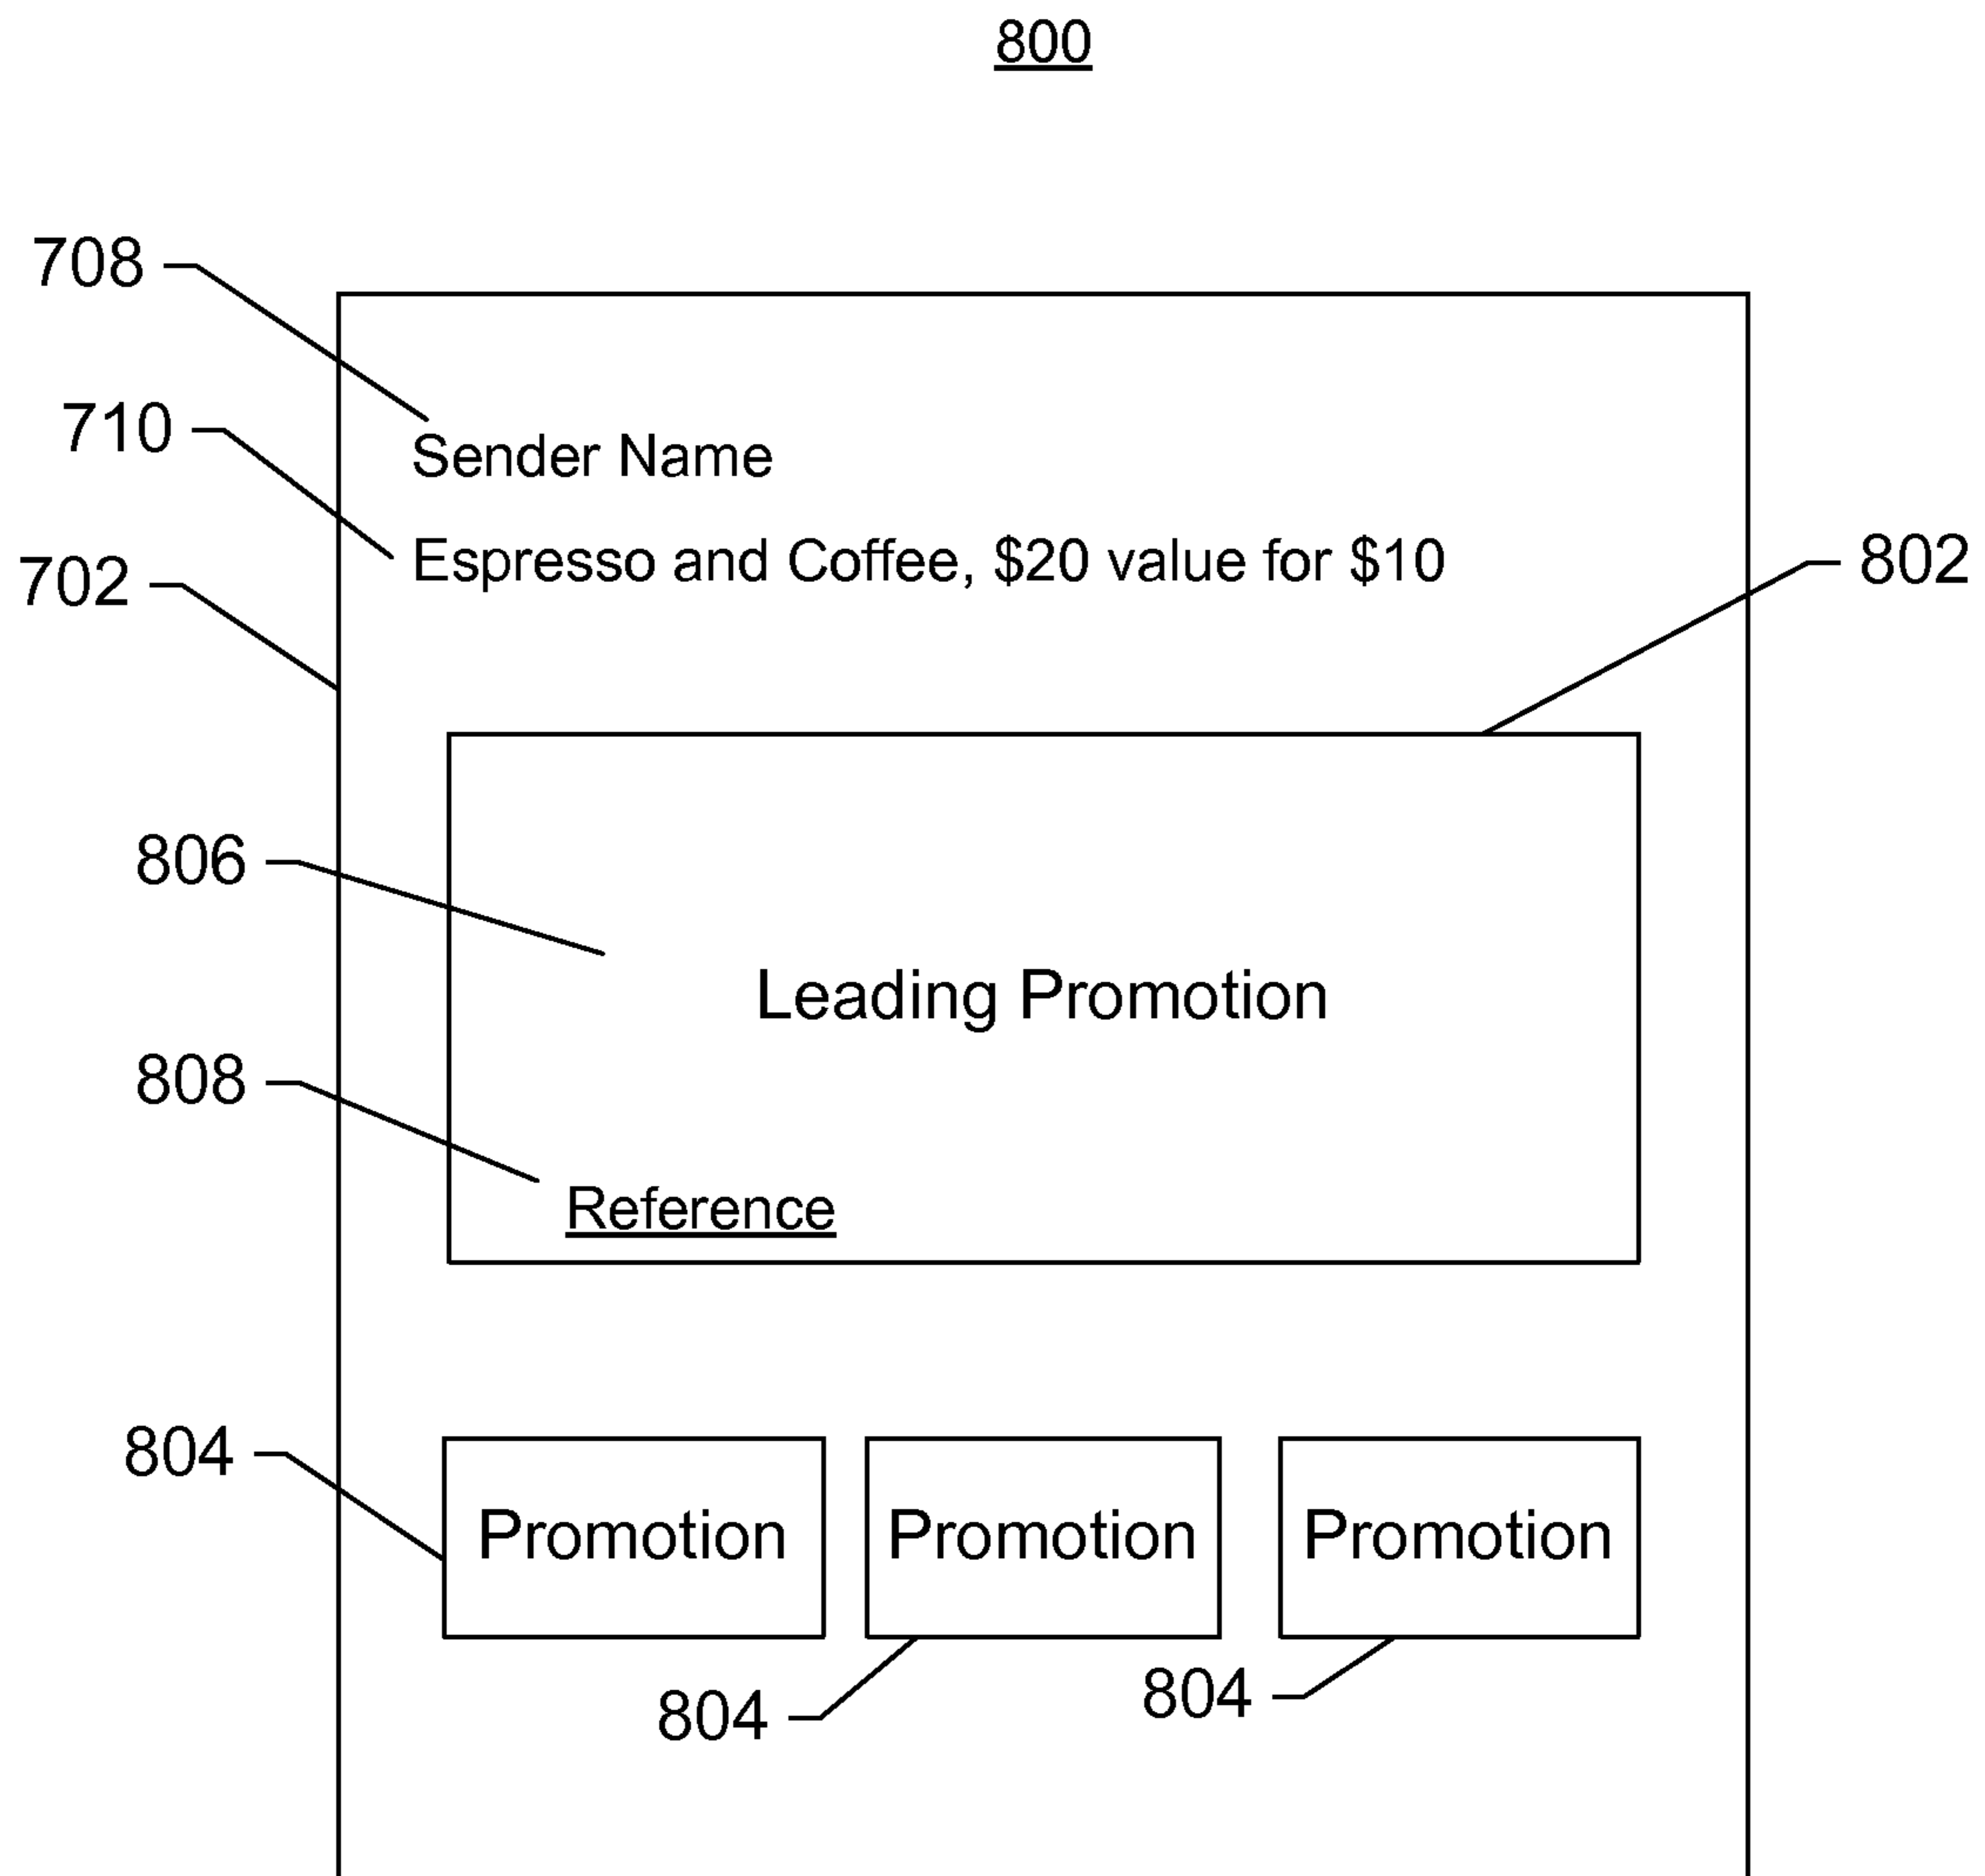 800
708
Sender Name
710
Espresso and Coffee, $20 value for $10
702
802
806
Leading Promotion
808
Reference
804
Promotion Promotion Promotion
804
804